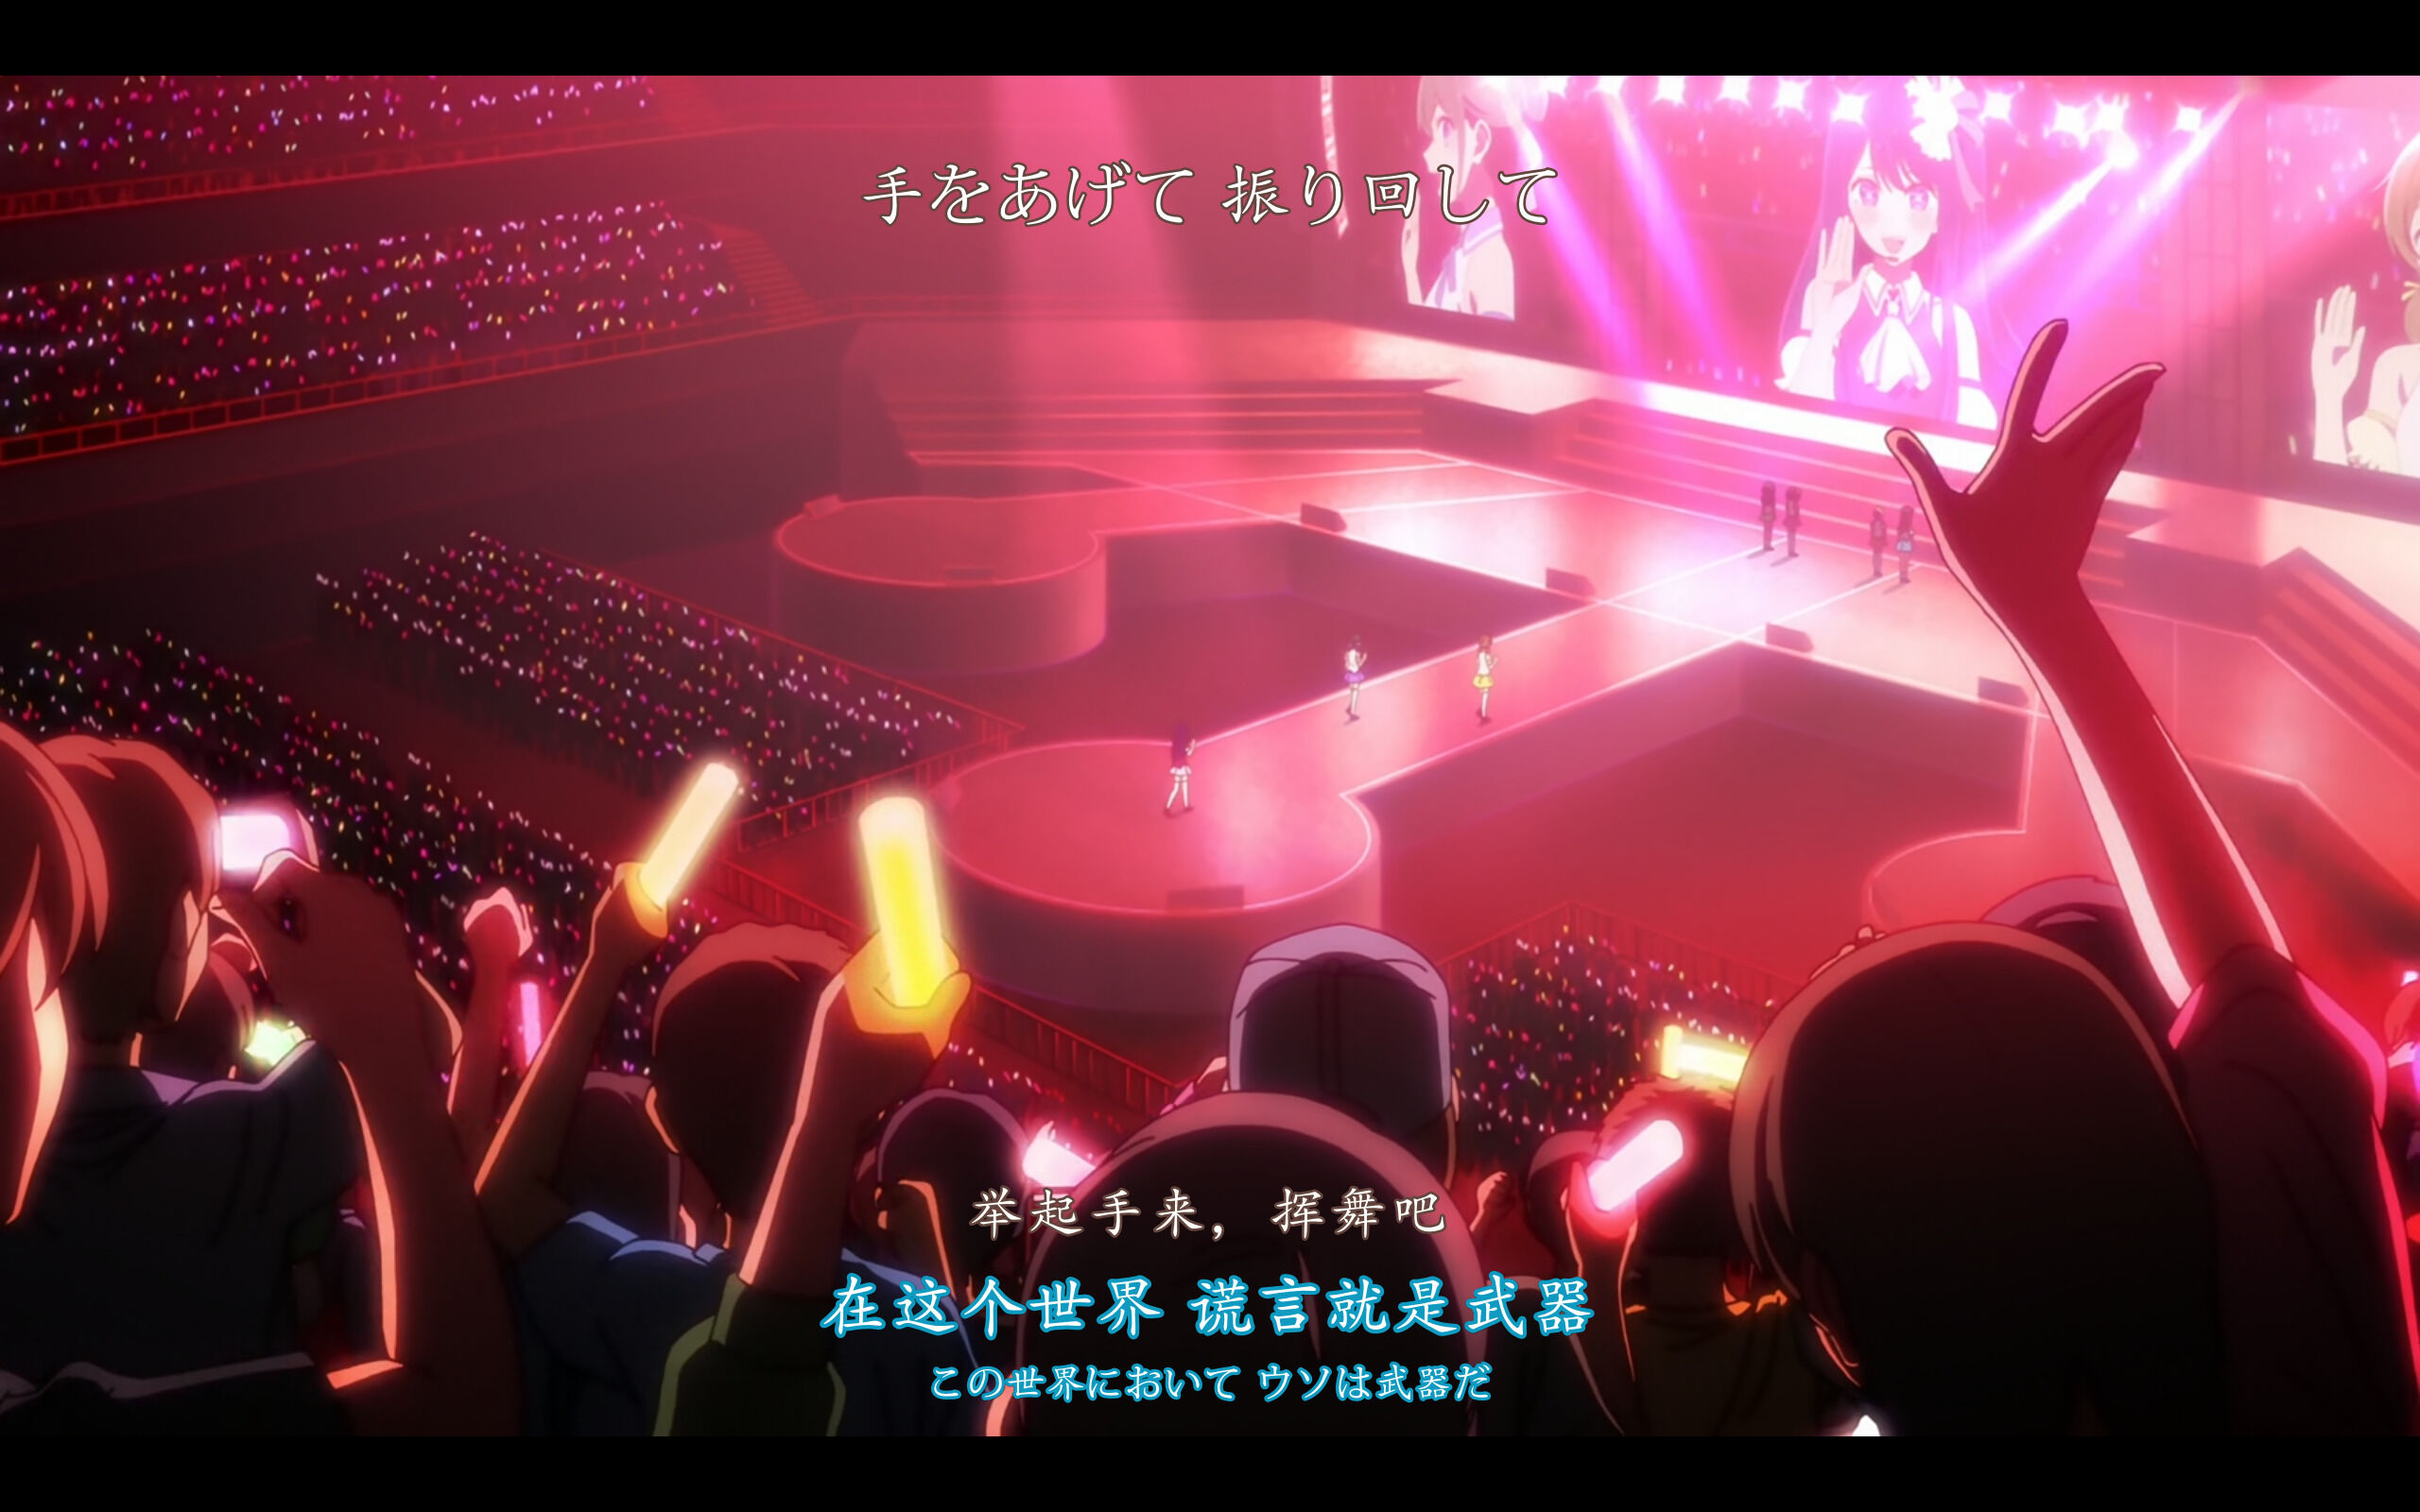 手をあげて 振り回して
举起手来，挥舞吧
在这个世界 谎言就是武器
この世界において ウソは武器だ